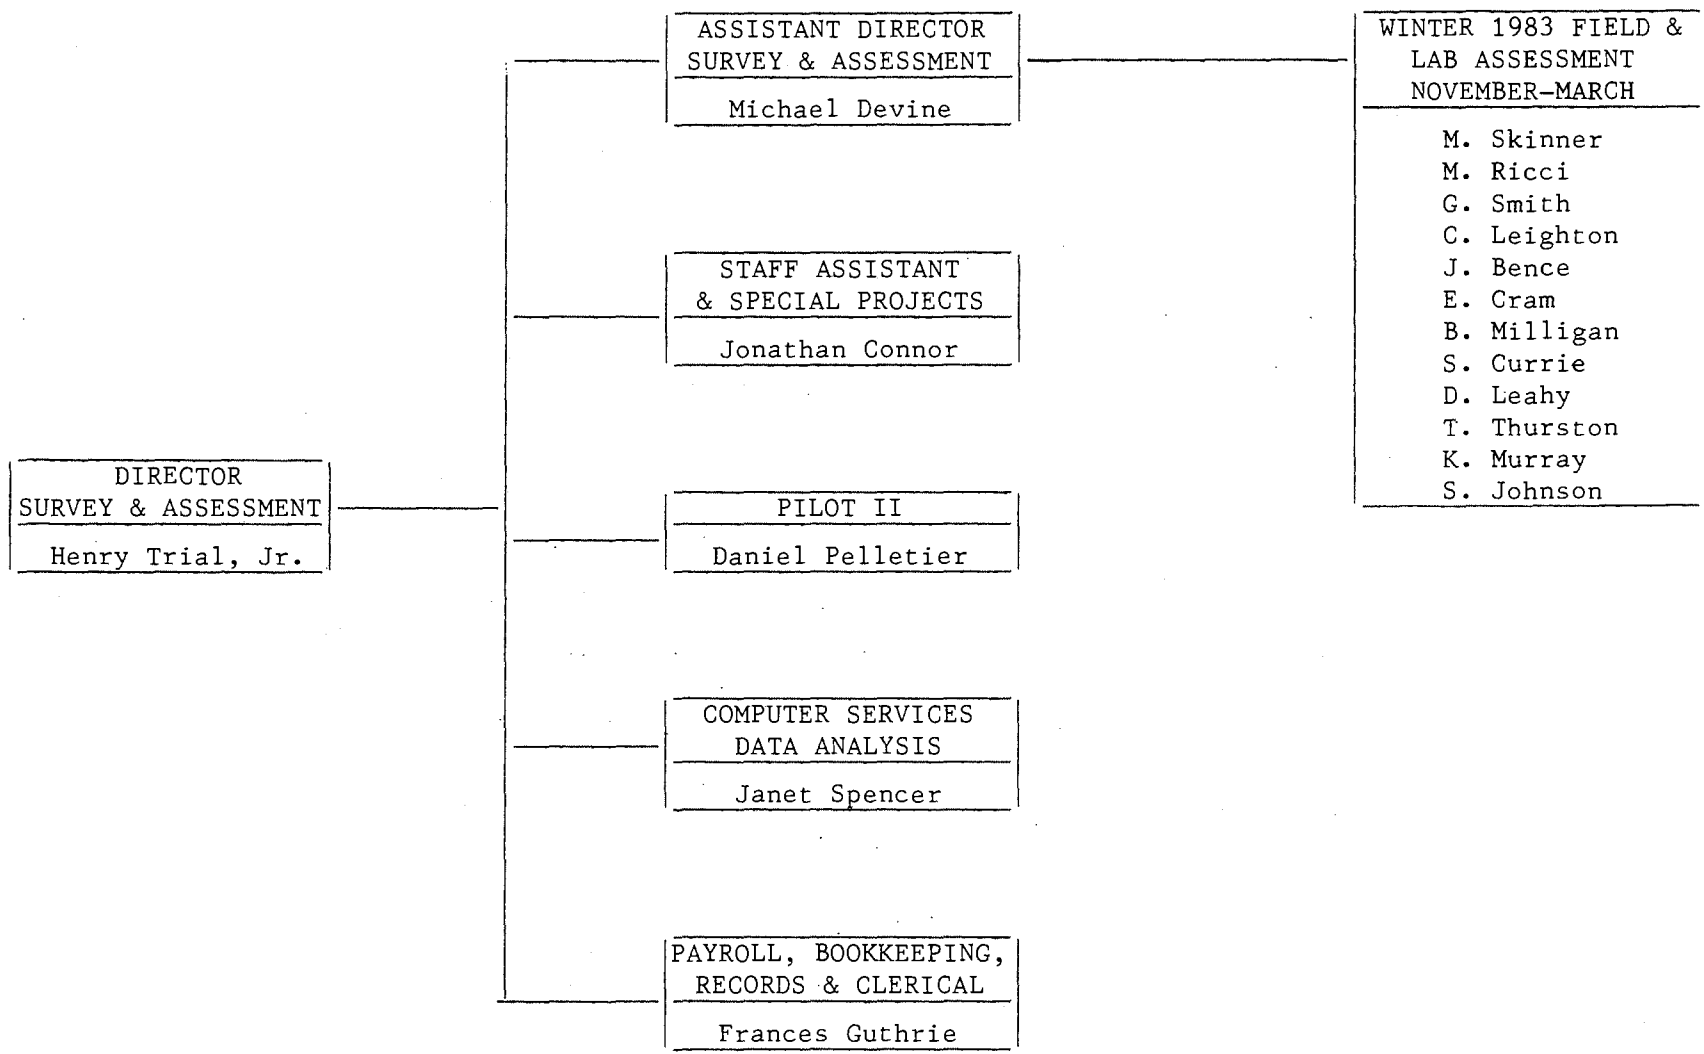 ASSISTANT DIRECTOR
SURVEY & ASSESSMENT
Michael Devine
WINTER 1983 FIELD &
LAB ASSESSMENT
NOVEMBER-MARCH
M. Skinner
M. Ricci
G. Smith
C. Leighton
J. Bence
E. Cram
B. Milligan
S. Currie
D. Leahy
T. Thurston
K. Murray
S. Johnson
STAFF ASSISTANT
& SPECIAL PROJECTS
Jonathan Connor
DIRECTOR
SURVEY & ASSESSMENT
Henry Trial, Jr.
PILOT II
Daniel Pelletier
COMPUTER SERVICES
DATA ANALYSIS
Janet Spencer
PAYROLL, BOOKKEEPING,
RECORDS & CLERICAL
Frances Guthrie